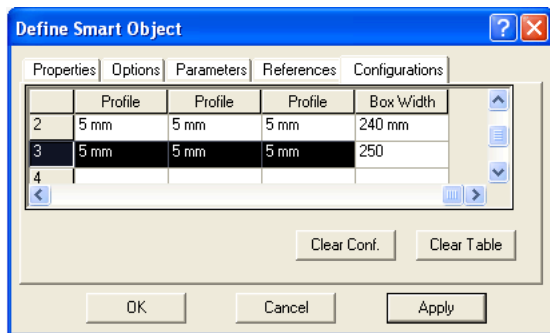 Define Smart Object
Properties Options Parameters References Configurations
Profile Profile Profile Box Width
2 5 mm 5 mm 5 mm 240 mm
3 5 mm 5 mm 5 mm 250
4
Clear Conf. Clear Table
OK Cancel Apply